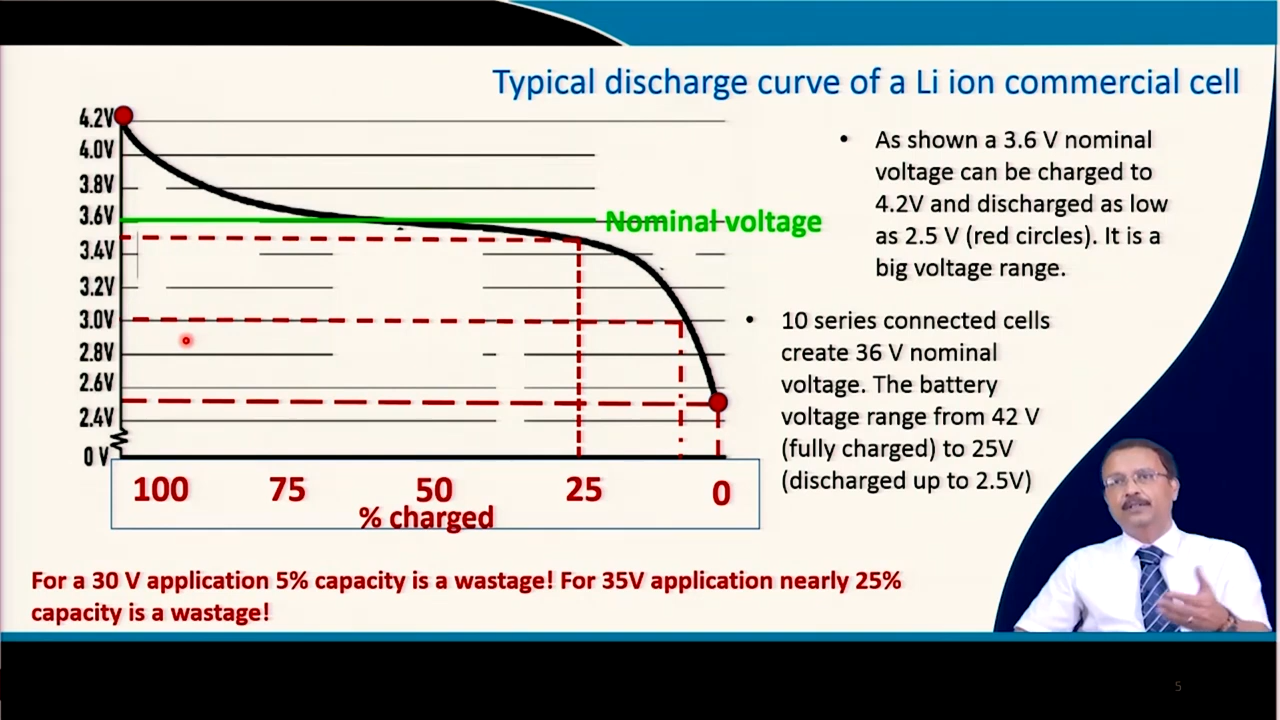 Typical discharge curve of a Li ion commercial cell
4.2V
4.0V
3.8V
3.6V
3.4V
3.2V
3.0V
2.8V
2.6V
2.4V
0 V
Nominal voltage
100 75 50 25 0
% charged
• As shown a 3.6 V nominal
voltage can be charged to
4.2V and discharged as low
as 2.5 V (red circles). It is a
big voltage range.
• 10 series connected cells
create 36 V nominal
voltage. The battery
voltage range from 42 V
(fully charged) to 25V
(discharged up to 2.5V)
For a 30 V application 5% capacity is a wastage! For 35V application nearly 25%
capacity is a wastage!
5